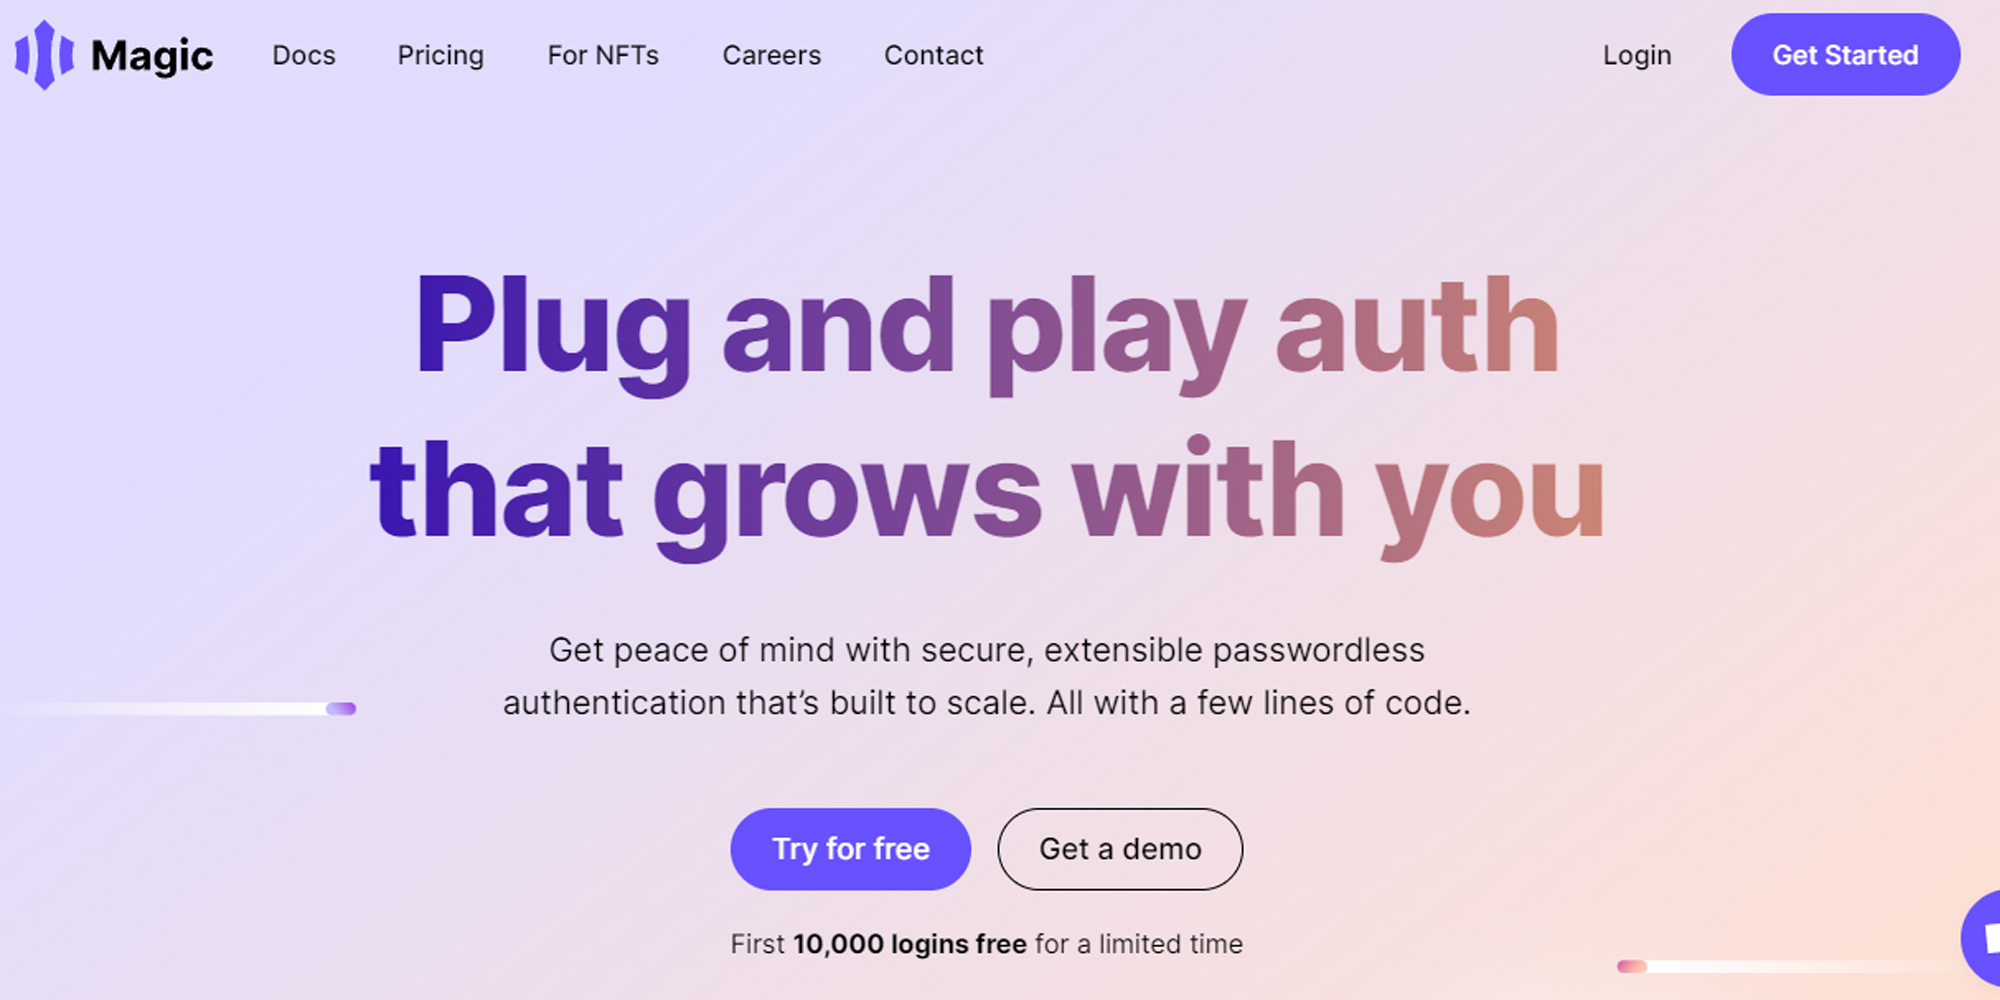 Magic Docs Pricing For NFTs Careers Contact Login Get Started
Plug and play auth
that grows with you
Get peace of mind with secure, extensible passwordless
authentication that’s built to scale. All with a few lines of code.
Try for free Get a demo
First 10,000 logins free for a limited time